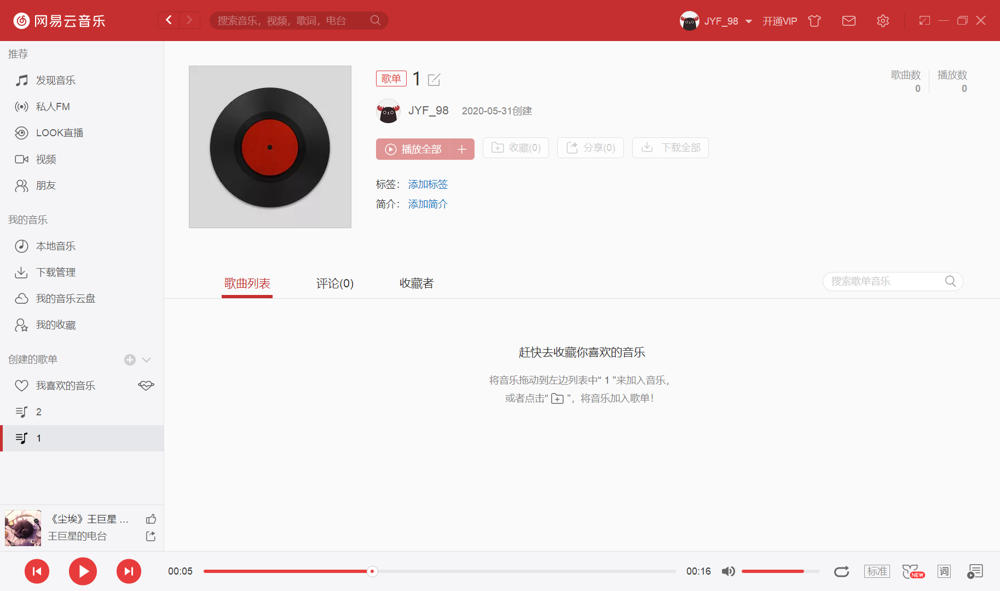 网易云音乐
搜索音乐，视频，歌词，电台
JYF_98
开通VIP
推荐
发现音乐
私人FM
LOOK直播
视频
朋友
我的音乐
本地音乐
下载管理
我的音乐云盘
我的收藏
创建的歌单
我喜欢的音乐
2
1
《尘埃》王巨星 ...
王巨星的电台
歌单 1
歌曲数 播放数
0 0
JYF_98 2020-05-31创建
播放全部 收藏(0) 分享(0) 下载全部
标签： 添加标签
简介： 添加简介
歌曲列表 评论(0) 收藏者
搜索歌单音乐
赶快去收藏你喜欢的音乐
将音乐拖动到左边列表中“ 1 ”来加入音乐，
或者点击“ ”，将音乐加入歌单！
00:05 00:16 标准 NEW 词